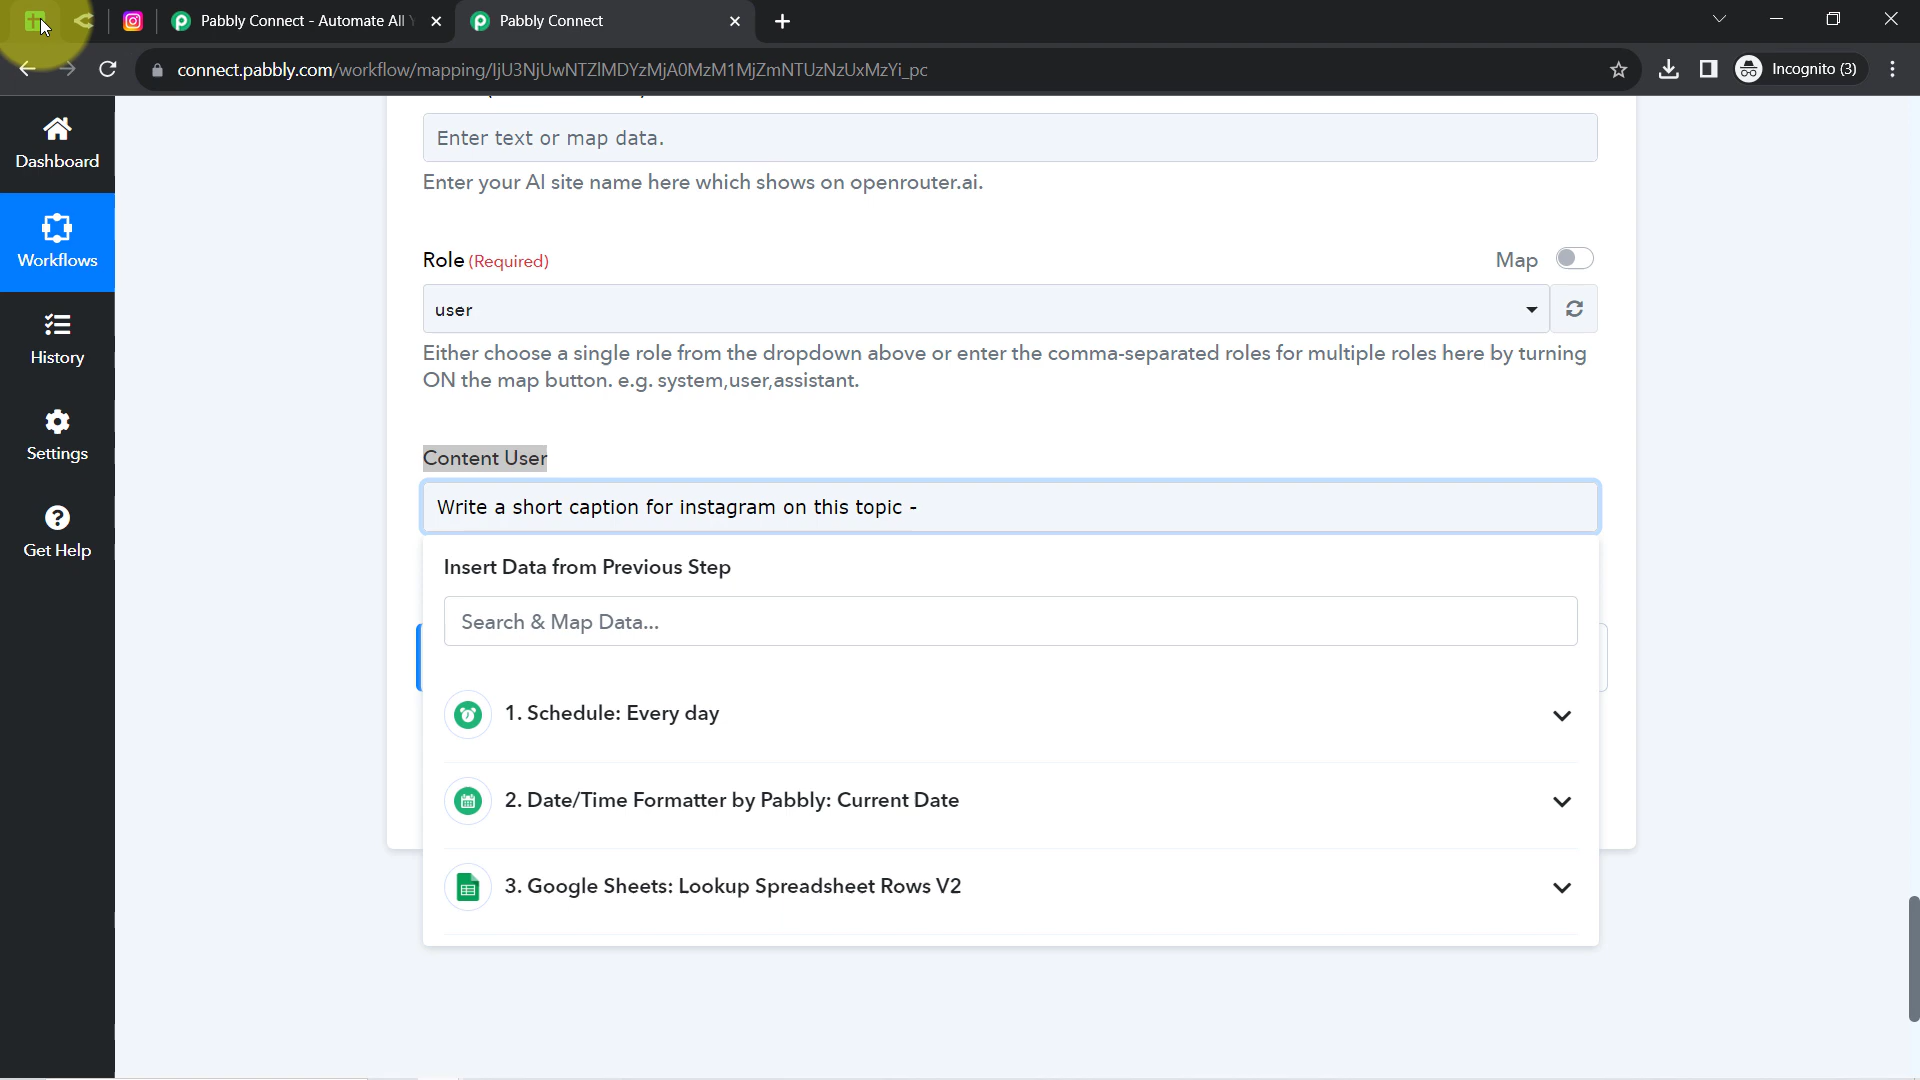 Pabbly Connect - Automate All
Pabbly Connect
connect.pabbly.com/workflow/mapping/IjU3NjUwNTZlMDYzMjA0MzM1MjZmNTUzNzUxMzYi_pc
Incognito (3)
Dashboard
Workflows
History
Settings
Get Help
Enter text or map data.
Enter your AI site name here which shows on openrouter.ai.
Role (Required)
Map
user
Either choose a single role from the dropdown above or enter the comma-separated roles for multiple roles here by turning
ON the map button. e.g. system,user,assistant.
Content User
Write a short caption for instagram on this topic -
Insert Data from Previous Step
Search & Map Data...
1. Schedule: Every day
2. Date/Time Formatter by Pabbly: Current Date
3. Google Sheets: Lookup Spreadsheet Rows V2